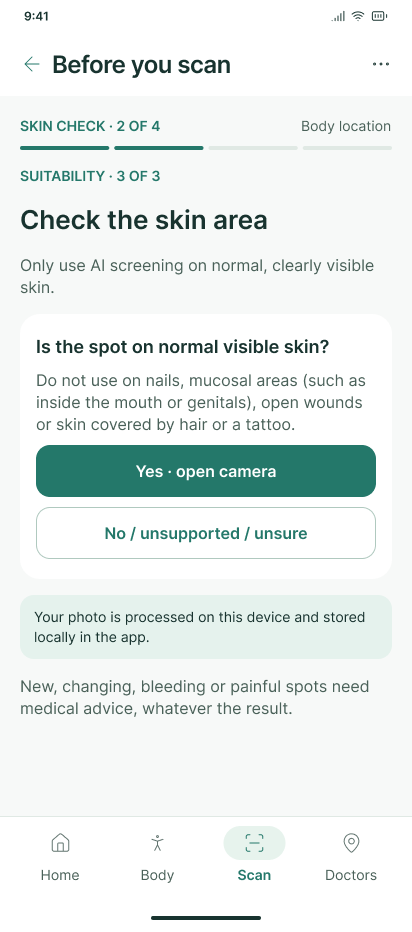 9:41
Before you scan
SKIN CHECK · 2 OF 4
Body location
SUITABILITY · 3 OF 3
Check the skin area
Only use AI screening on normal, clearly visible
skin.
Is the spot on normal visible skin?
Do not use on nails, mucosal areas (such as
inside the mouth or genitals), open wounds
or skin covered by hair or a tattoo.
Yes · open camera
No / unsupported / unsure
Your photo is processed on this device and stored
locally in the app.
New, changing, bleeding or painful spots need
medical advice, whatever the result.
Home
Body
Scan
Doctors